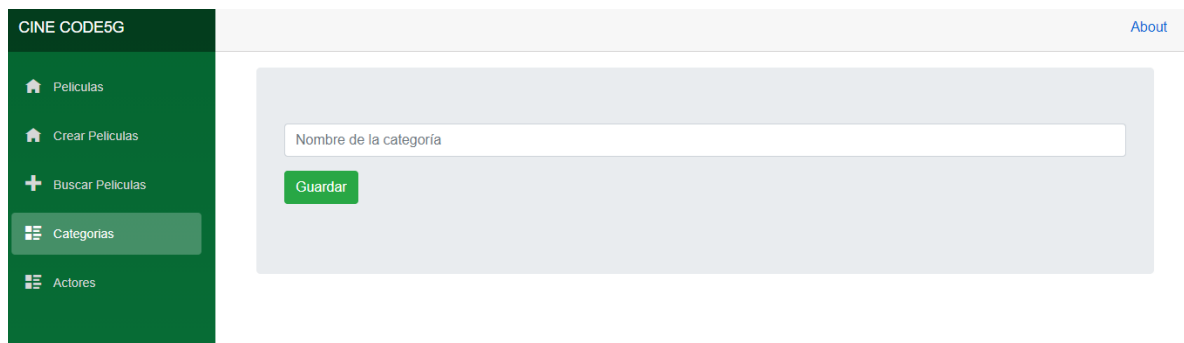 CINE CODE5G
About
Peliculas
Crear Peliculas
Buscar Peliculas
Categorias
Actores
Nombre de la categoría
Guardar